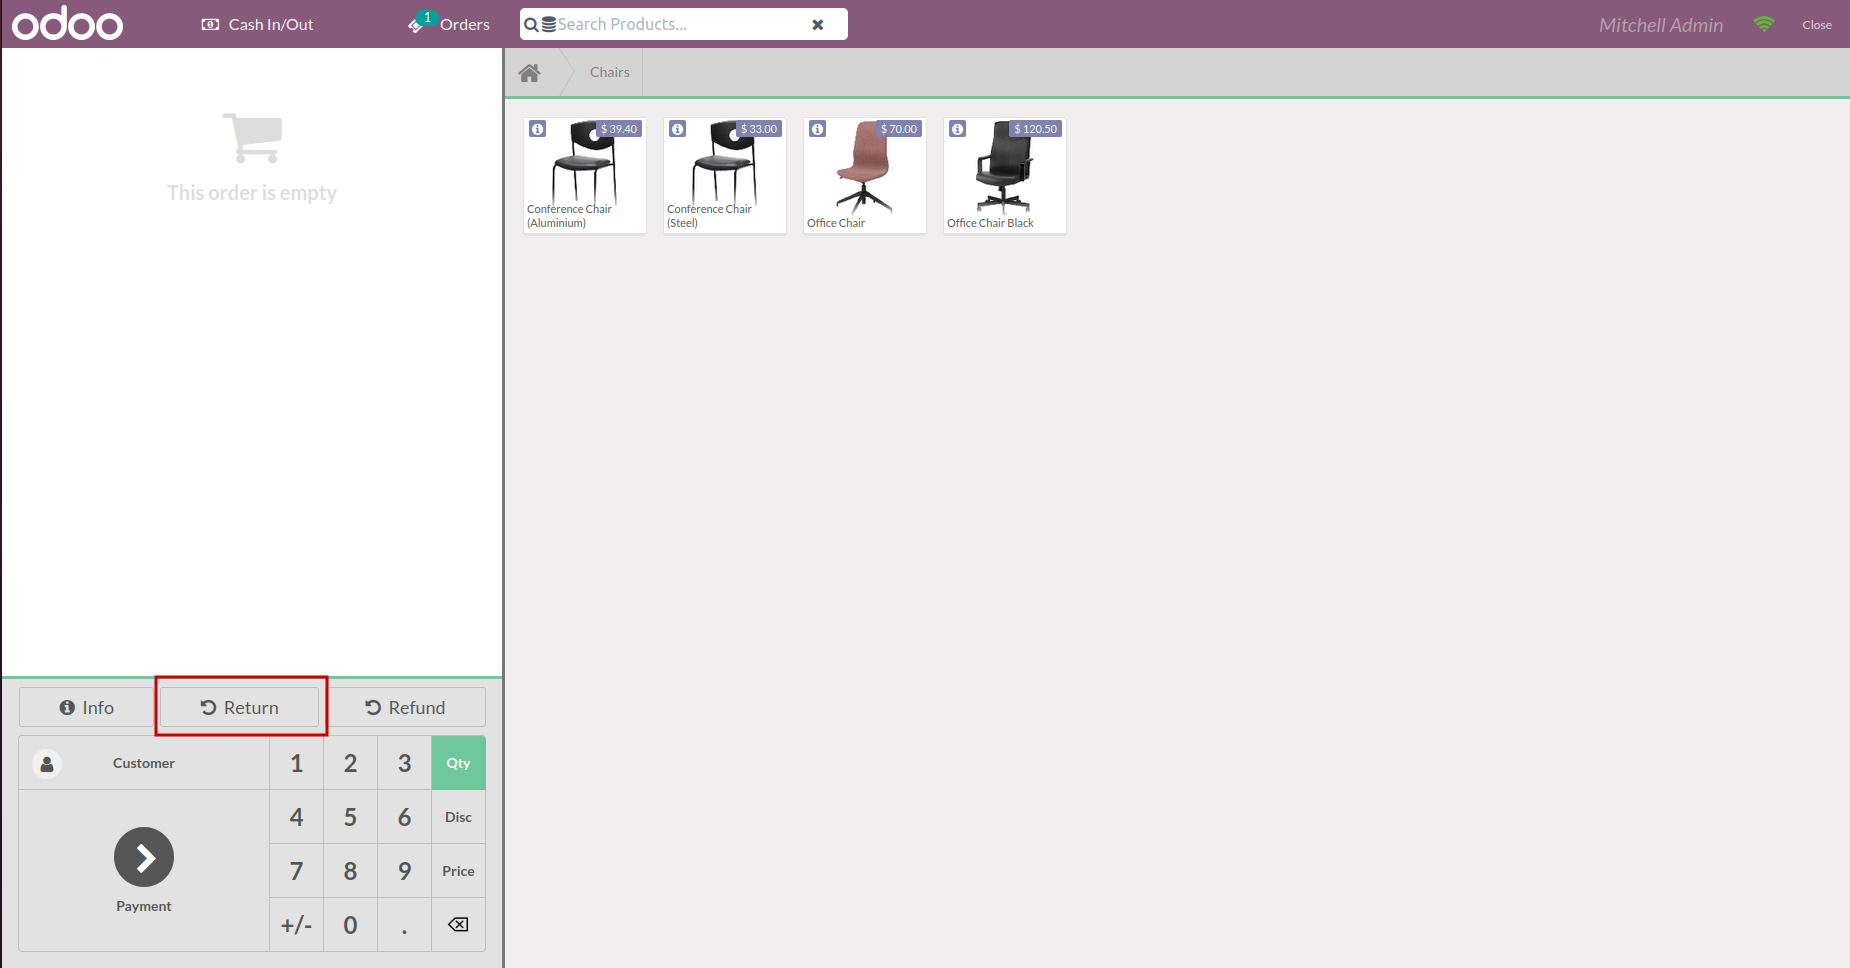 odoo
Cash In/Out
1
Orders
Search Products...
Mitchell Admin
Close
This order is empty
Chairs
$ 39.40
Conference Chair
(Aluminium)
$ 33.00
Conference Chair
(Steel)
$ 70.00
Office Chair
$ 120.50
Office Chair Black
Info
Return
Refund
Customer
1 2 3 Qty
4 5 6 Disc
7 8 9 Price
Payment
+/- 0 .